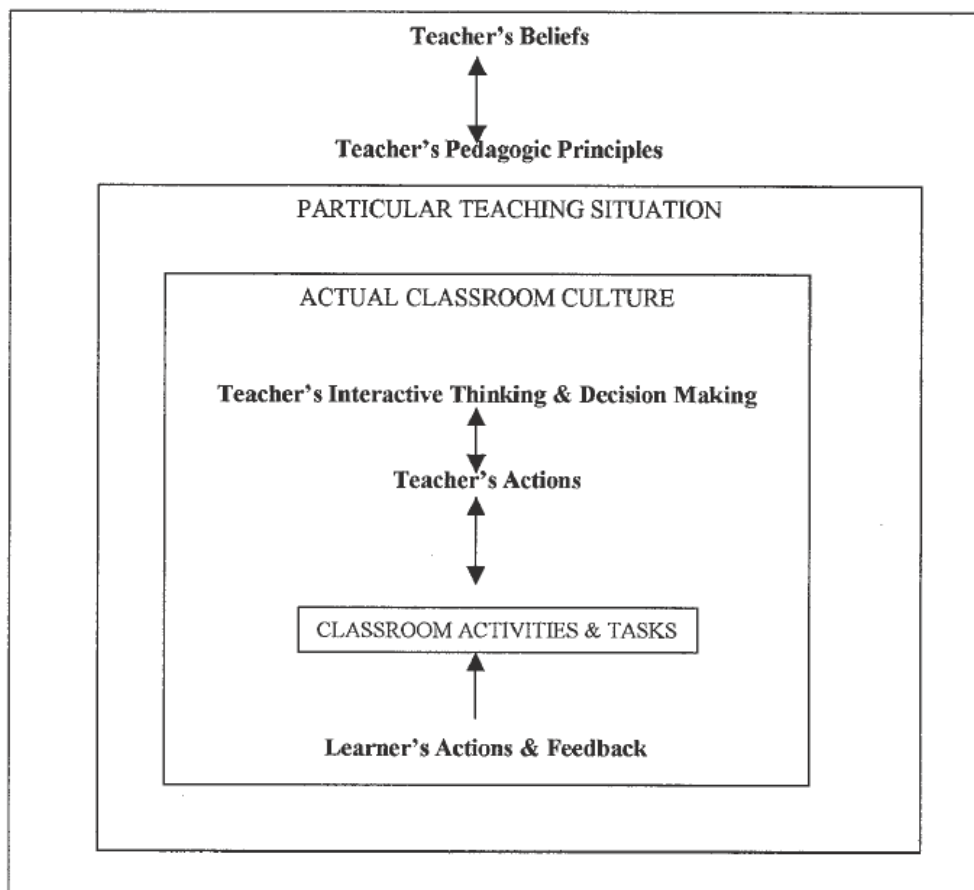 Teacher's Beliefs
Teacher's Pedagogic Principles
PARTICULAR TEACHING SITUATION
ACTUAL CLASSROOM CULTURE
Teacher's Interactive Thinking & Decision Making
Teacher's Actions
CLASSROOM ACTIVITIES & TASKS
Learner's Actions & Feedback